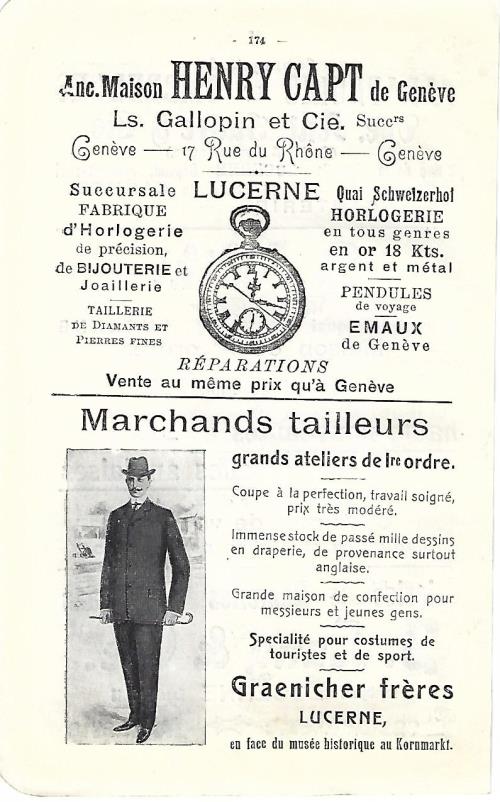 - 174 -
Anc. Maison HENRY CAPT de Genève
Ls. Gallopin et Cie. Succrs
Genève — 17 Rue du Rhône — Genève
Succursale LUCERNE Quai Schweizerhof
FABRIQUE
d'Horlogerie
de précision,
de BIJOUTERIE et
Joaillerie
TAILLERIE
DE DIAMANTS ET
PIERRES FINES
HORLOGERIE
en tous genres
en or 18 Kts.
argent et métal
PENDULES
de voyage
EMAUX
de Genève
RÉPARATIONS
Vente au même prix qu'à Genève
Marchands tailleurs
grands ateliers de Ire ordre.
Coupe à la perfection, travail soigné,
prix très modéré.
Immense stock de passé mille dessins
en draperie, de provenance surtout
anglaise.
Grande maison de confection pour
messieurs et jeunes gens.
Specialité pour costumes de
touristes et de sport.
Graenicher frères
LUCERNE,
en face du musée historique au Kornmarkt.